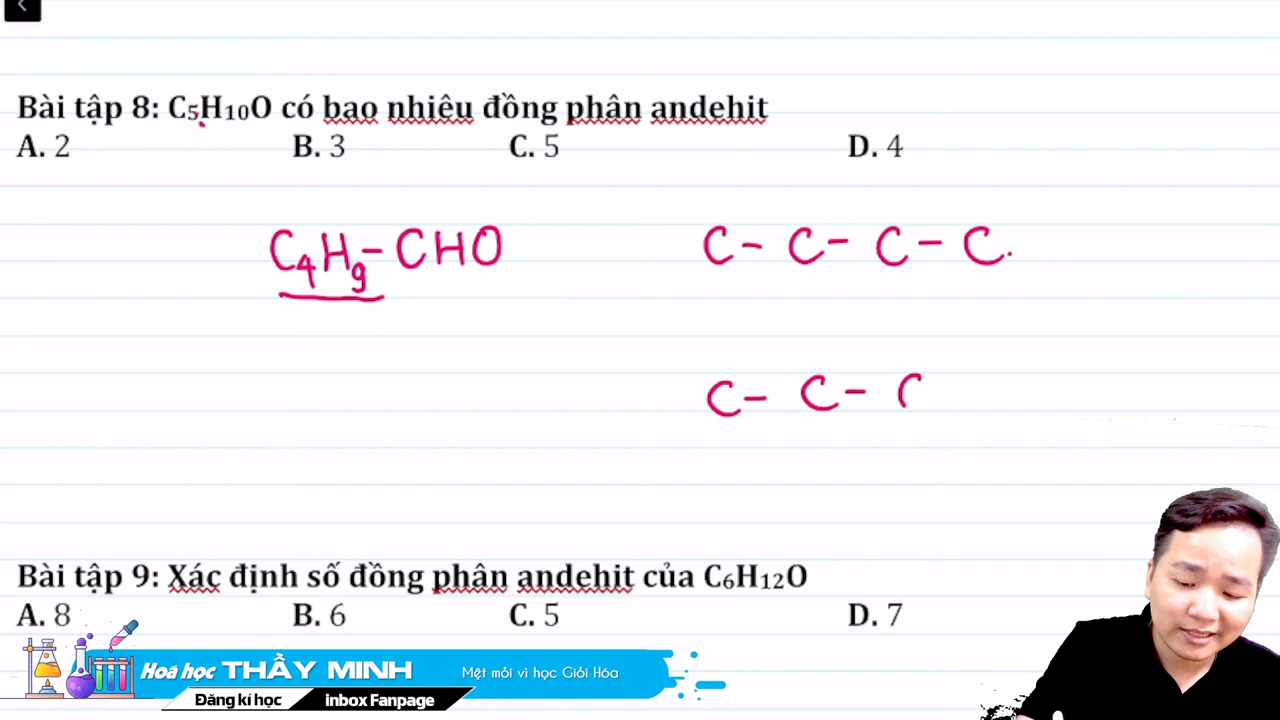 Bài tập 8: C₅H₁₀O có bao nhiêu đồng phân andehit
A. 2 B. 3 C. 5 D. 4
C₄H₉-CHO C- C- C- C.
C- C- C
Bài tập 9: Xác định số đồng phân andehit của C₆H₁₂O
A. 8 B. 6 C. 5 D. 7
Hoá học THẦY MINH Mệt mỏi vì học Giỏi Hóa
Đăng kí học inbox Fanpage